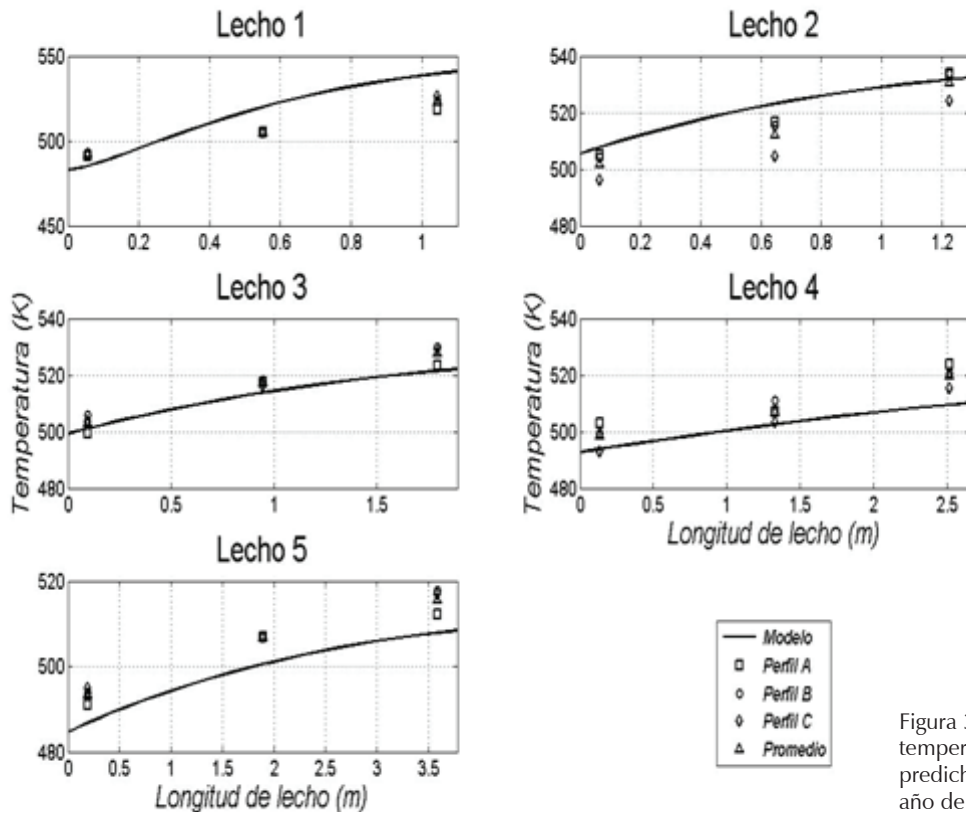 Lecho 1
550
500
450
0 0.2 0.4 0.6 0.8 1
Lecho 2
540
520
500
480
0 0.2 0.4 0.6 0.8 1 1.2
Lecho 3
Temperatura (K)
540
520
500
480
0 0.5 1 1.5
Lecho 4
Temperatura (K)
540
520
500
480
0 0.5 1 1.5 2 2.5
Longitud de lecho (m)
Lecho 5
520
500
480
0 0.5 1 1.5 2 2.5 3 3.5
Longitud de lecho (m)
Modelo
Perfil A
Perfil B
Perfil C
Promedio
Figura 3
temper
predich
año de